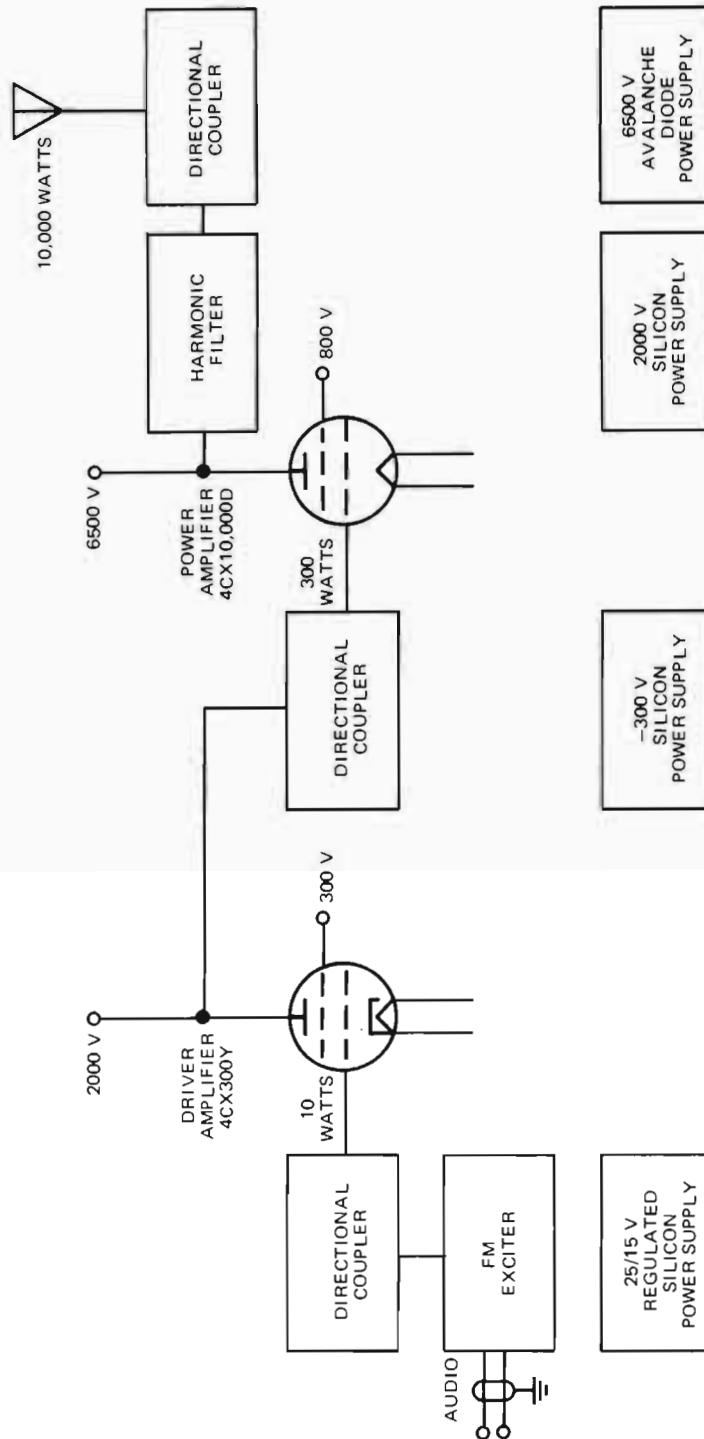 AUDIO
FM
EXCITER
DIRECTIONAL
COUPLER
10
WATTS
2000 V
DRIVER
AMPLIFIER
4CX300Y
300 V
DIRECTIONAL
COUPLER
300
WATTS
6500 V
POWER
AMPLIFIER
4CX10,000D
800 V
HARMONIC
FILTER
DIRECTIONAL
COUPLER
10,000 WATTS
25/15 V
REGULATED
SILICON
POWER SUPPLY
−300 V
SILICON
POWER SUPPLY
2000 V
SILICON
POWER SUPPLY
6500 V
AVALANCHE
DIODE
POWER SUPPLY